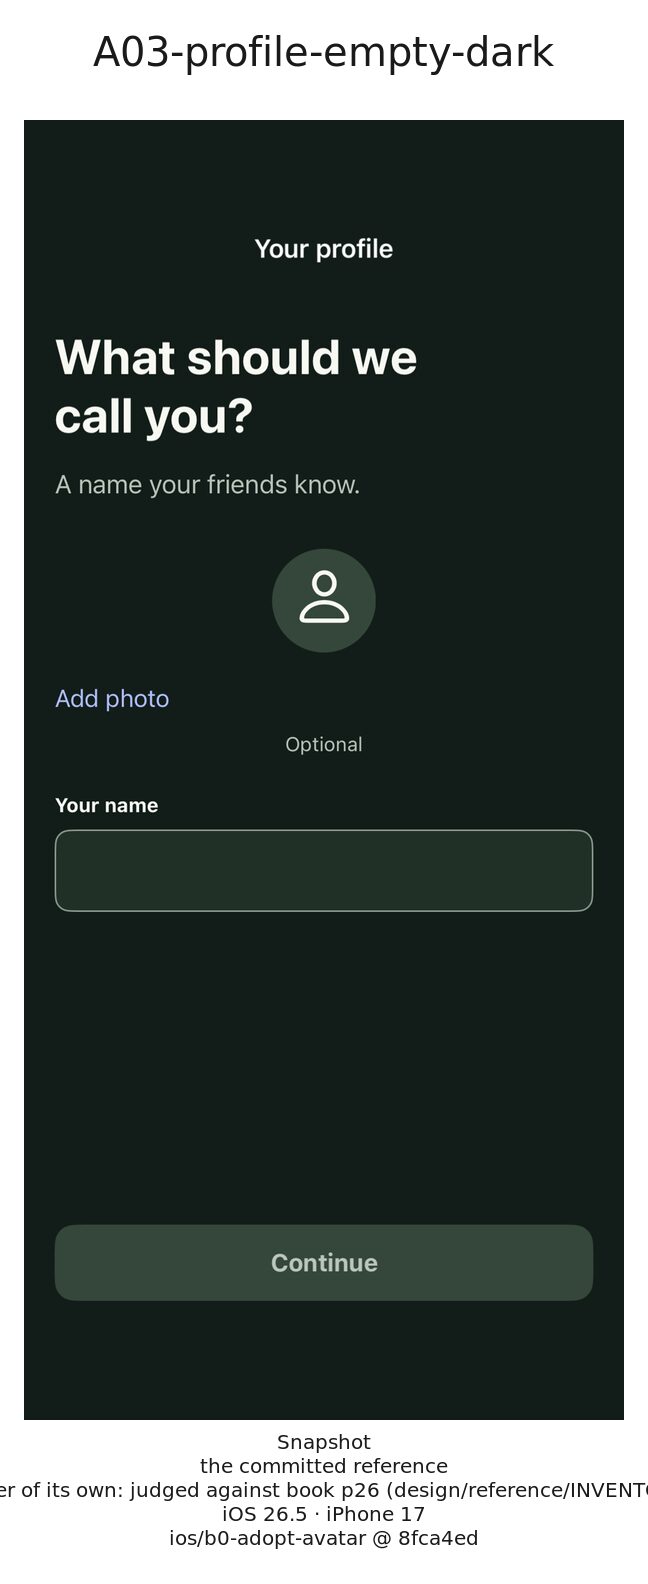 A03-profile-empty-dark
Your profile
What should we
call you?
A name your friends know.
Add photo
Optional
Your name
Continue
Snapshot
the committed reference
of its own: judged against book p26 (design/reference/
iOS 26.5 · iPhone 17
ios/b0-adopt-avatar @ 8fca4ed